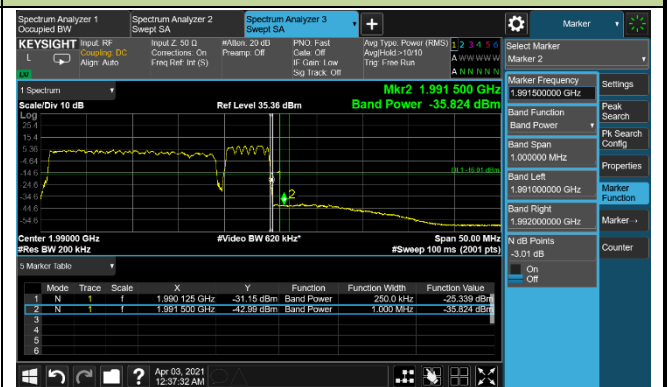 Spectrum Analyzer 1
Occupied BW
Spectrum Analyzer 2
Swept SA
Spectrum Analyzer 3
Swept SA
+
Marker
KEYSIGHT
L
LM
Input: RF
Coupling: DC
Align: Auto
Input Z: 50 Ω
Corrections: On
Freq Ref: Int (S)
#Atten: 20 dB
Preamp: Off
PNO: Fast
Gate: Off
IF Gain: Low
Sig Track: Off
Avg Type: Power (RMS)
Avg|Hold:>10/10
Trig: Free Run
1 2 3 4 5 6
A W W W W W
A N N N N N
Select Marker
Marker 2
1 Spectrum
Mkr2 1.991 500 GHz
Scale/Div 10 dB
Ref Level 35.36 dBm
Band Power -35.824 dBm
Log
25.4
15.4
5.36
-4.64
-14.6
-24.6
-34.6
-44.6
-54.6
DL1 -16.01 dBm
2
Center 1.99000 GHz
#Video BW 620 kHz*
Span 50.00 MHz
#Res BW 200 kHz
#Sweep 100 ms (2001 pts)
5 Marker Table
Mode Trace Scale X Y Function Function Width Function Value
1 N 1 f 1.990 125 GHz -31.15 dBm Band Power 250.0 kHz -25.339 dBm
2 N 1 f 1.991 500 GHz -42.99 dBm Band Power 1.000 MHz -35.824 dBm
3
4
5
6
Marker Frequency
1.991500000 GHz
Band Function
Band Power
Band Span
1.000000 MHz
Band Left
1.991000000 GHz
Band Right
1.992000000 GHz
N dB Points
-3.01 dB
On
Off
Settings
Peak
Search
Pk Search
Config
Properties
Marker
Function
Marker→
Counter
?
Apr 03, 2021
12:37:32 AM